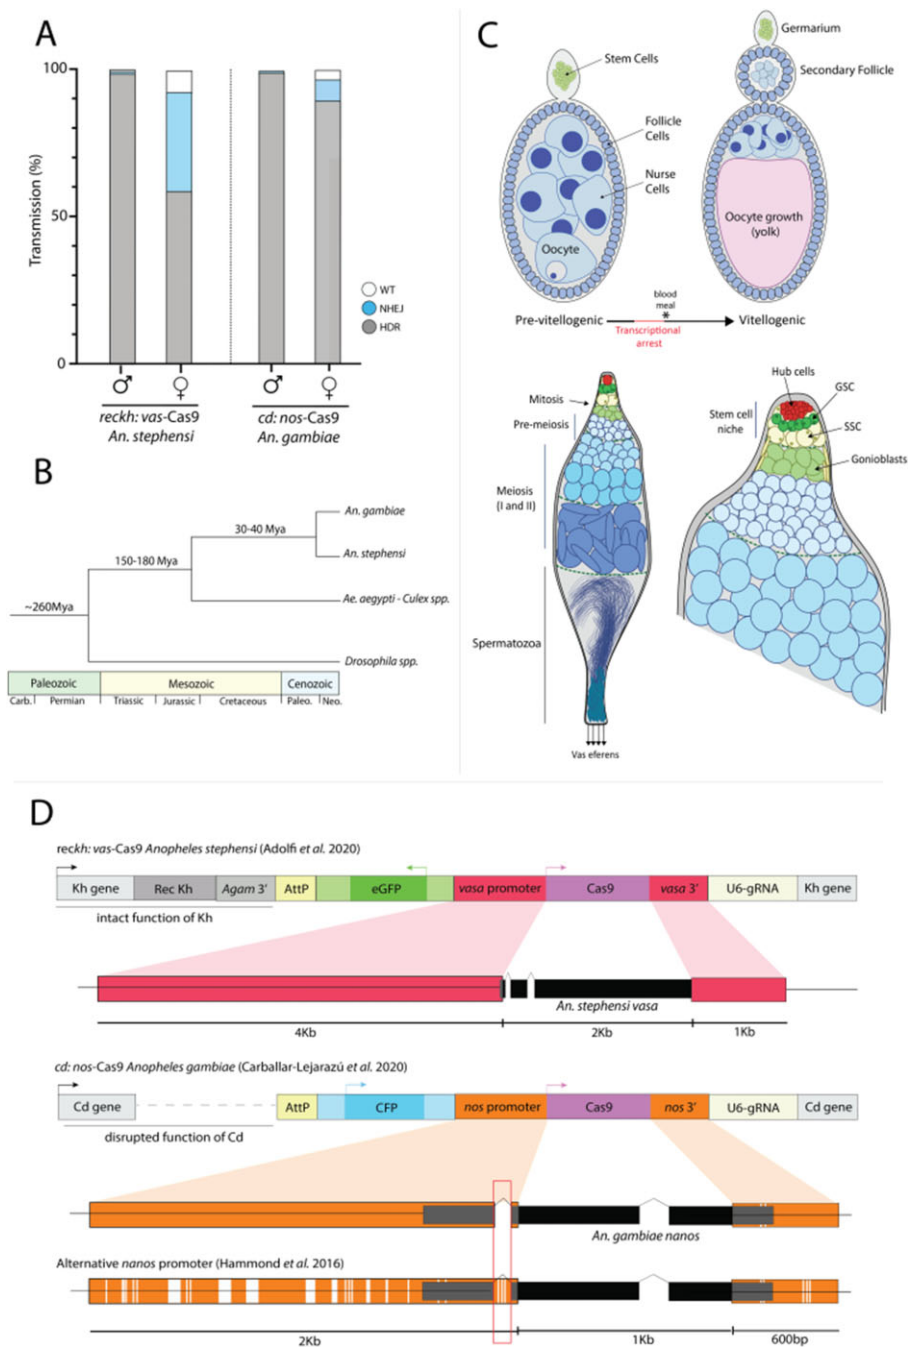 A
100
50
0
Transmission (%)
WT
NHEJ
HDR
♂ ♀ ♂ ♀
reckh: vas-Cas9
An. stephensi
cd: nos-Cas9
An. gambiae
B
An. gambiae
30-40 Mya
An. stephensi
150-180 Mya
Ae. aegypti - Culex spp.
~260Mya
Drosophila spp.
Paleozoic Mesozoic Cenozoic
Carb. Permian Triassic Jurassic Cretaceous Paleo. Neo.
C
Germarium
Stem Cells
Secondary Follicle
Follicle
Cells
Nurse
Cells
Oocyte
Oocyte growth
(yolk)
blood
meal
*
Pre-vitellogenic
Vitellogenic
Transcriptional
arrest
Mitosis
Pre-meiosis
Meiosis
(I and II)
Spermatozoa
Vas eferens
Hub cells
GSC
Stem cell
niche
SSC
Gonioblasts
D
reckh: vas-Cas9 Anopheles stephensi (Adolfi et al. 2020)
Kh gene Rec Kh Agam 3' AttP eGFP vasa promoter Cas9 vasa 3' U6-gRNA Kh gene
intact function of Kh
An. stephensi vasa
4Kb 2Kb 1Kb
cd: nos-Cas9 Anopheles gambiae (Carballar-Lejarazú et al. 2020)
Cd gene AttP CFP nos promoter Cas9 nos 3' U6-gRNA Cd gene
disrupted function of Cd
An. gambiae nanos
Alternative nanos promoter (Hammond et al. 2016)
2Kb 1Kb 600bp